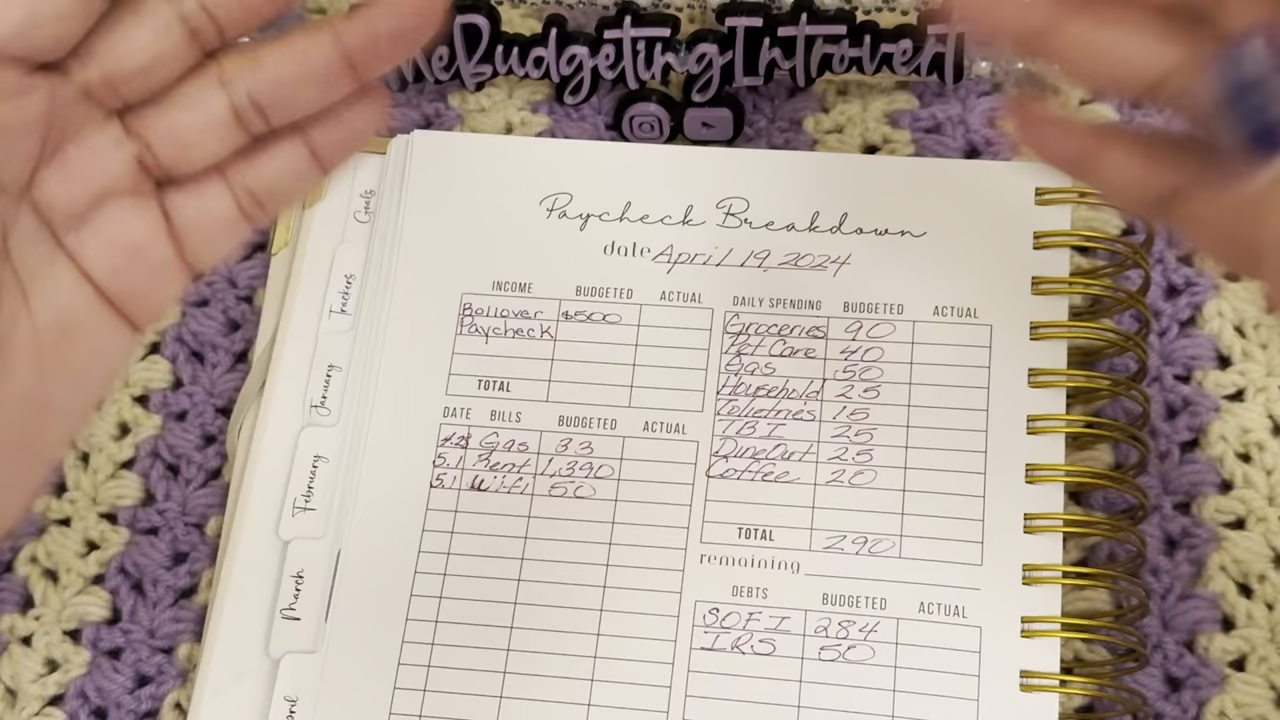 TheBudgetingIntrovert
Paycheck Breakdown
date April 19, 2024
INCOME BUDGETED ACTUAL
Rollover $500
Paycheck
TOTAL
DATE BILLS BUDGETED ACTUAL
4.28 Gas 33
5.1 Rent 1,390
5.1 Wifi 50
DAILY SPENDING BUDGETED ACTUAL
Groceries 90
Pet Care 40
Gas 50
Household 25
Toiletries 15
TBI 25
DineOut 25
Coffee 20
TOTAL 290
remaining
DEBTS BUDGETED ACTUAL
SOFI 284
IRS 50
Goals
Trackers
January
February
March
April